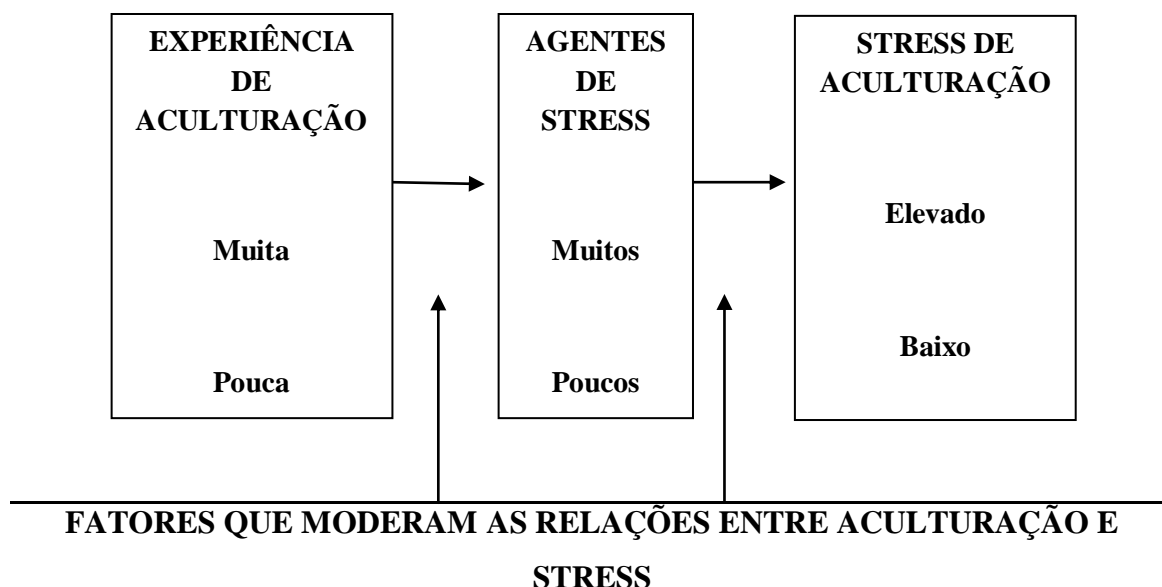 EXPERIÊNCIA
DE
ACULTURAÇÃO
Muita
Pouca
AGENTES
DE
STRESS
Muitos
Poucos
STRESS DE
ACULTURAÇÃO
Elevado
Baixo
FATORES QUE MODERAM AS RELAÇÕES ENTRE ACULTURAÇÃO E
STRESS